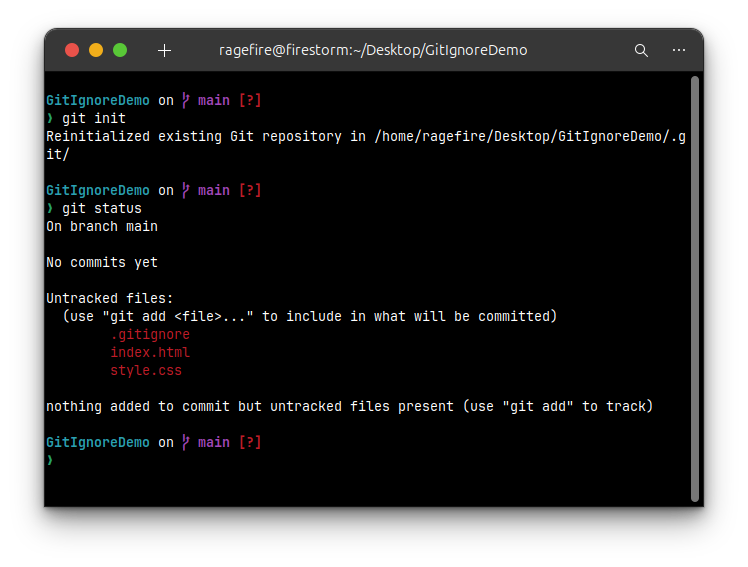 ragefire@firestorm:~/Desktop/GitIgnoreDemo
GitIgnoreDemo on main [?]
❯ git init
Reinitialized existing Git repository in /home/ragefire/Desktop/GitIgnoreDemo/.g
it/
GitIgnoreDemo on main [?]
❯ git status
On branch main
No commits yet
Untracked files:
(use "git add <file>..." to include in what will be committed)
.gitignore
index.html
style.css
nothing added to commit but untracked files present (use "git add" to track)
GitIgnoreDemo on main [?]
❯